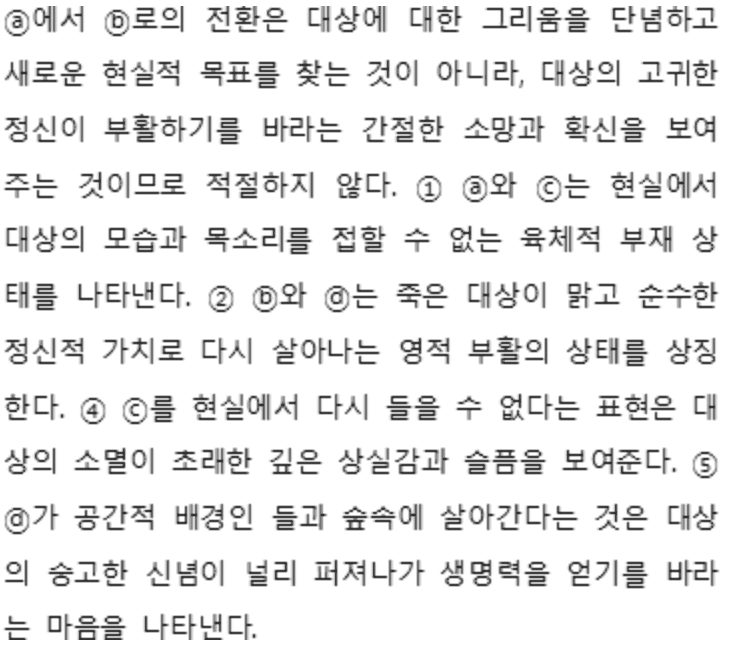 ⓐ에서 ⓑ로의 전환은 대상에 대한 그리움을 단념하고
새로운 현실적 목표를 찾는 것이 아니라, 대상의 고귀한
정신이 부활하기를 바라는 간절한 소망과 확신을 보여
주는 것이므로 적절하지 않다. ① ⓐ와 ⓒ는 현실에서
대상의 모습과 목소리를 접할 수 없는 육체적 부재 상
태를 나타낸다. ② ⓑ와 ⓓ는 죽은 대상이 맑고 순수한
정신적 가치로 다시 살아나는 영적 부활의 상태를 상징
한다. ④ ⓒ를 현실에서 다시 들을 수 없다는 표현은 대
상의 소멸이 초래한 깊은 상실감과 슬픔을 보여준다. ⑤
ⓓ가 공간적 배경인 들과 숲속에 살아간다는 것은 대상
의 숭고한 신념이 널리 퍼져나가 생명력을 얻기를 바라
는 마음을 나타낸다.